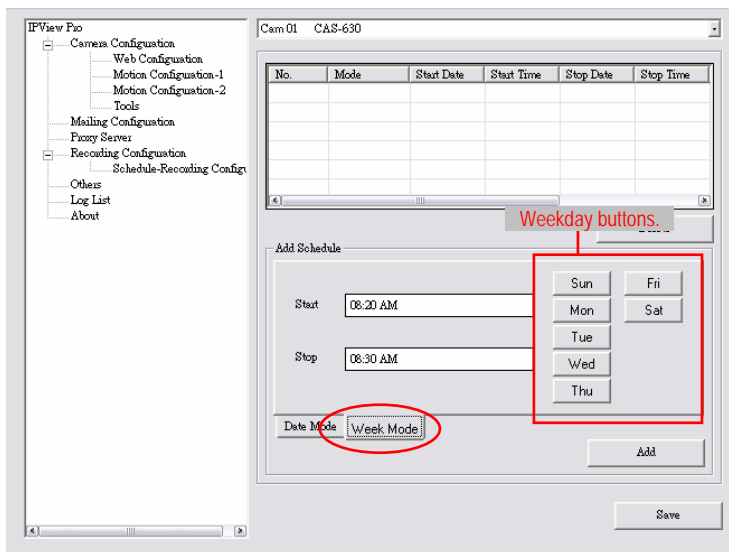 IPView Pro
Camera Configuration
Web Configuration
Motion Configuration-1
Motion Configuration-2
Tools
Mailing Configuration
Proxy Server
Recording Configuration
Schedule-Recording Configu
Others
Log List
About
Cam 01 CAS-630
No. Mode Start Date Start Time Stop Date Stop Time
Weekday buttons.
Add Schedule
Start 08:20 AM
Stop 08:30 AM
Sun Fri
Mon Sat
Tue
Wed
Thu
Date Mode Week Mode
Add
Save